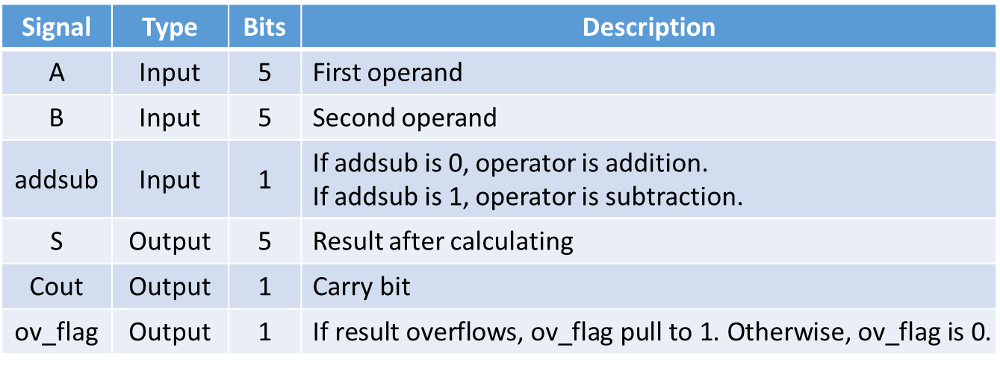 Signal Type Bits Description
A Input 5 First operand
B Input 5 Second operand
addsub Input 1 If addsub is 0, operator is addition.
If addsub is 1, operator is subtraction.
S Output 5 Result after calculating
Cout Output 1 Carry bit
ov_flag Output 1 If result overflows, ov_flag pull to 1. Otherwise, ov_flag is 0.